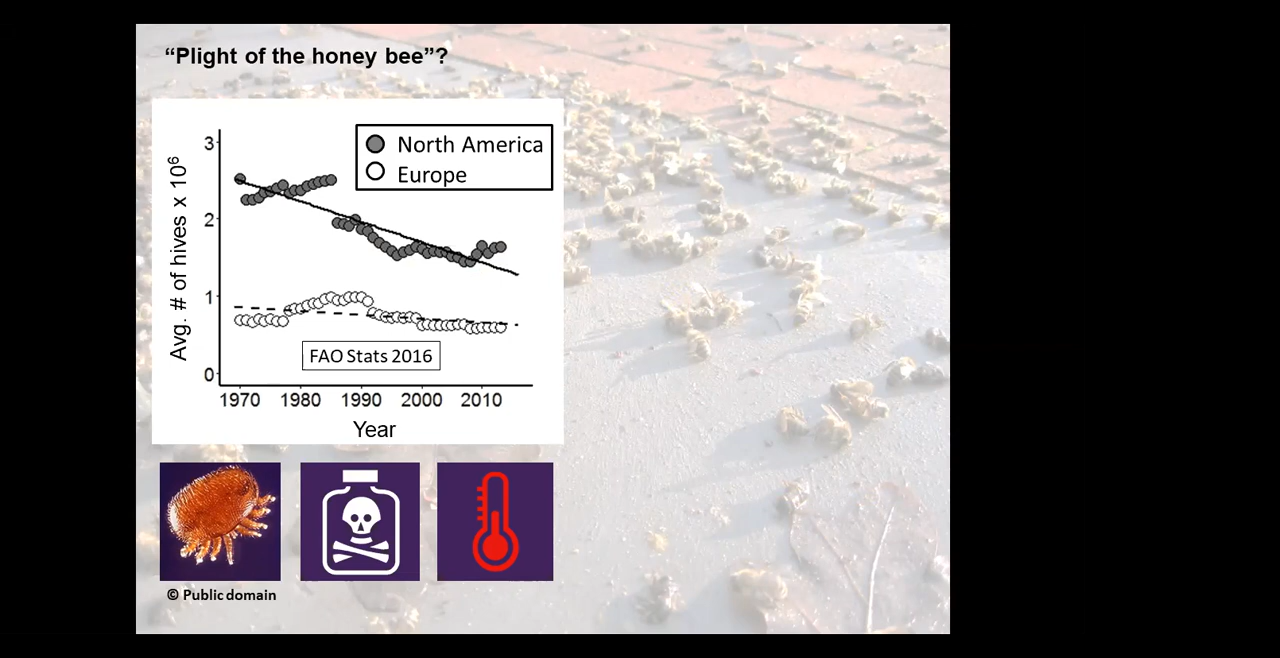 “Plight of the honey bee”?
North America
Europe
Avg. # of hives x 10⁶
3
2
1
0
FAO Stats 2016
1970 1980 1990 2000 2010
Year
© Public domain